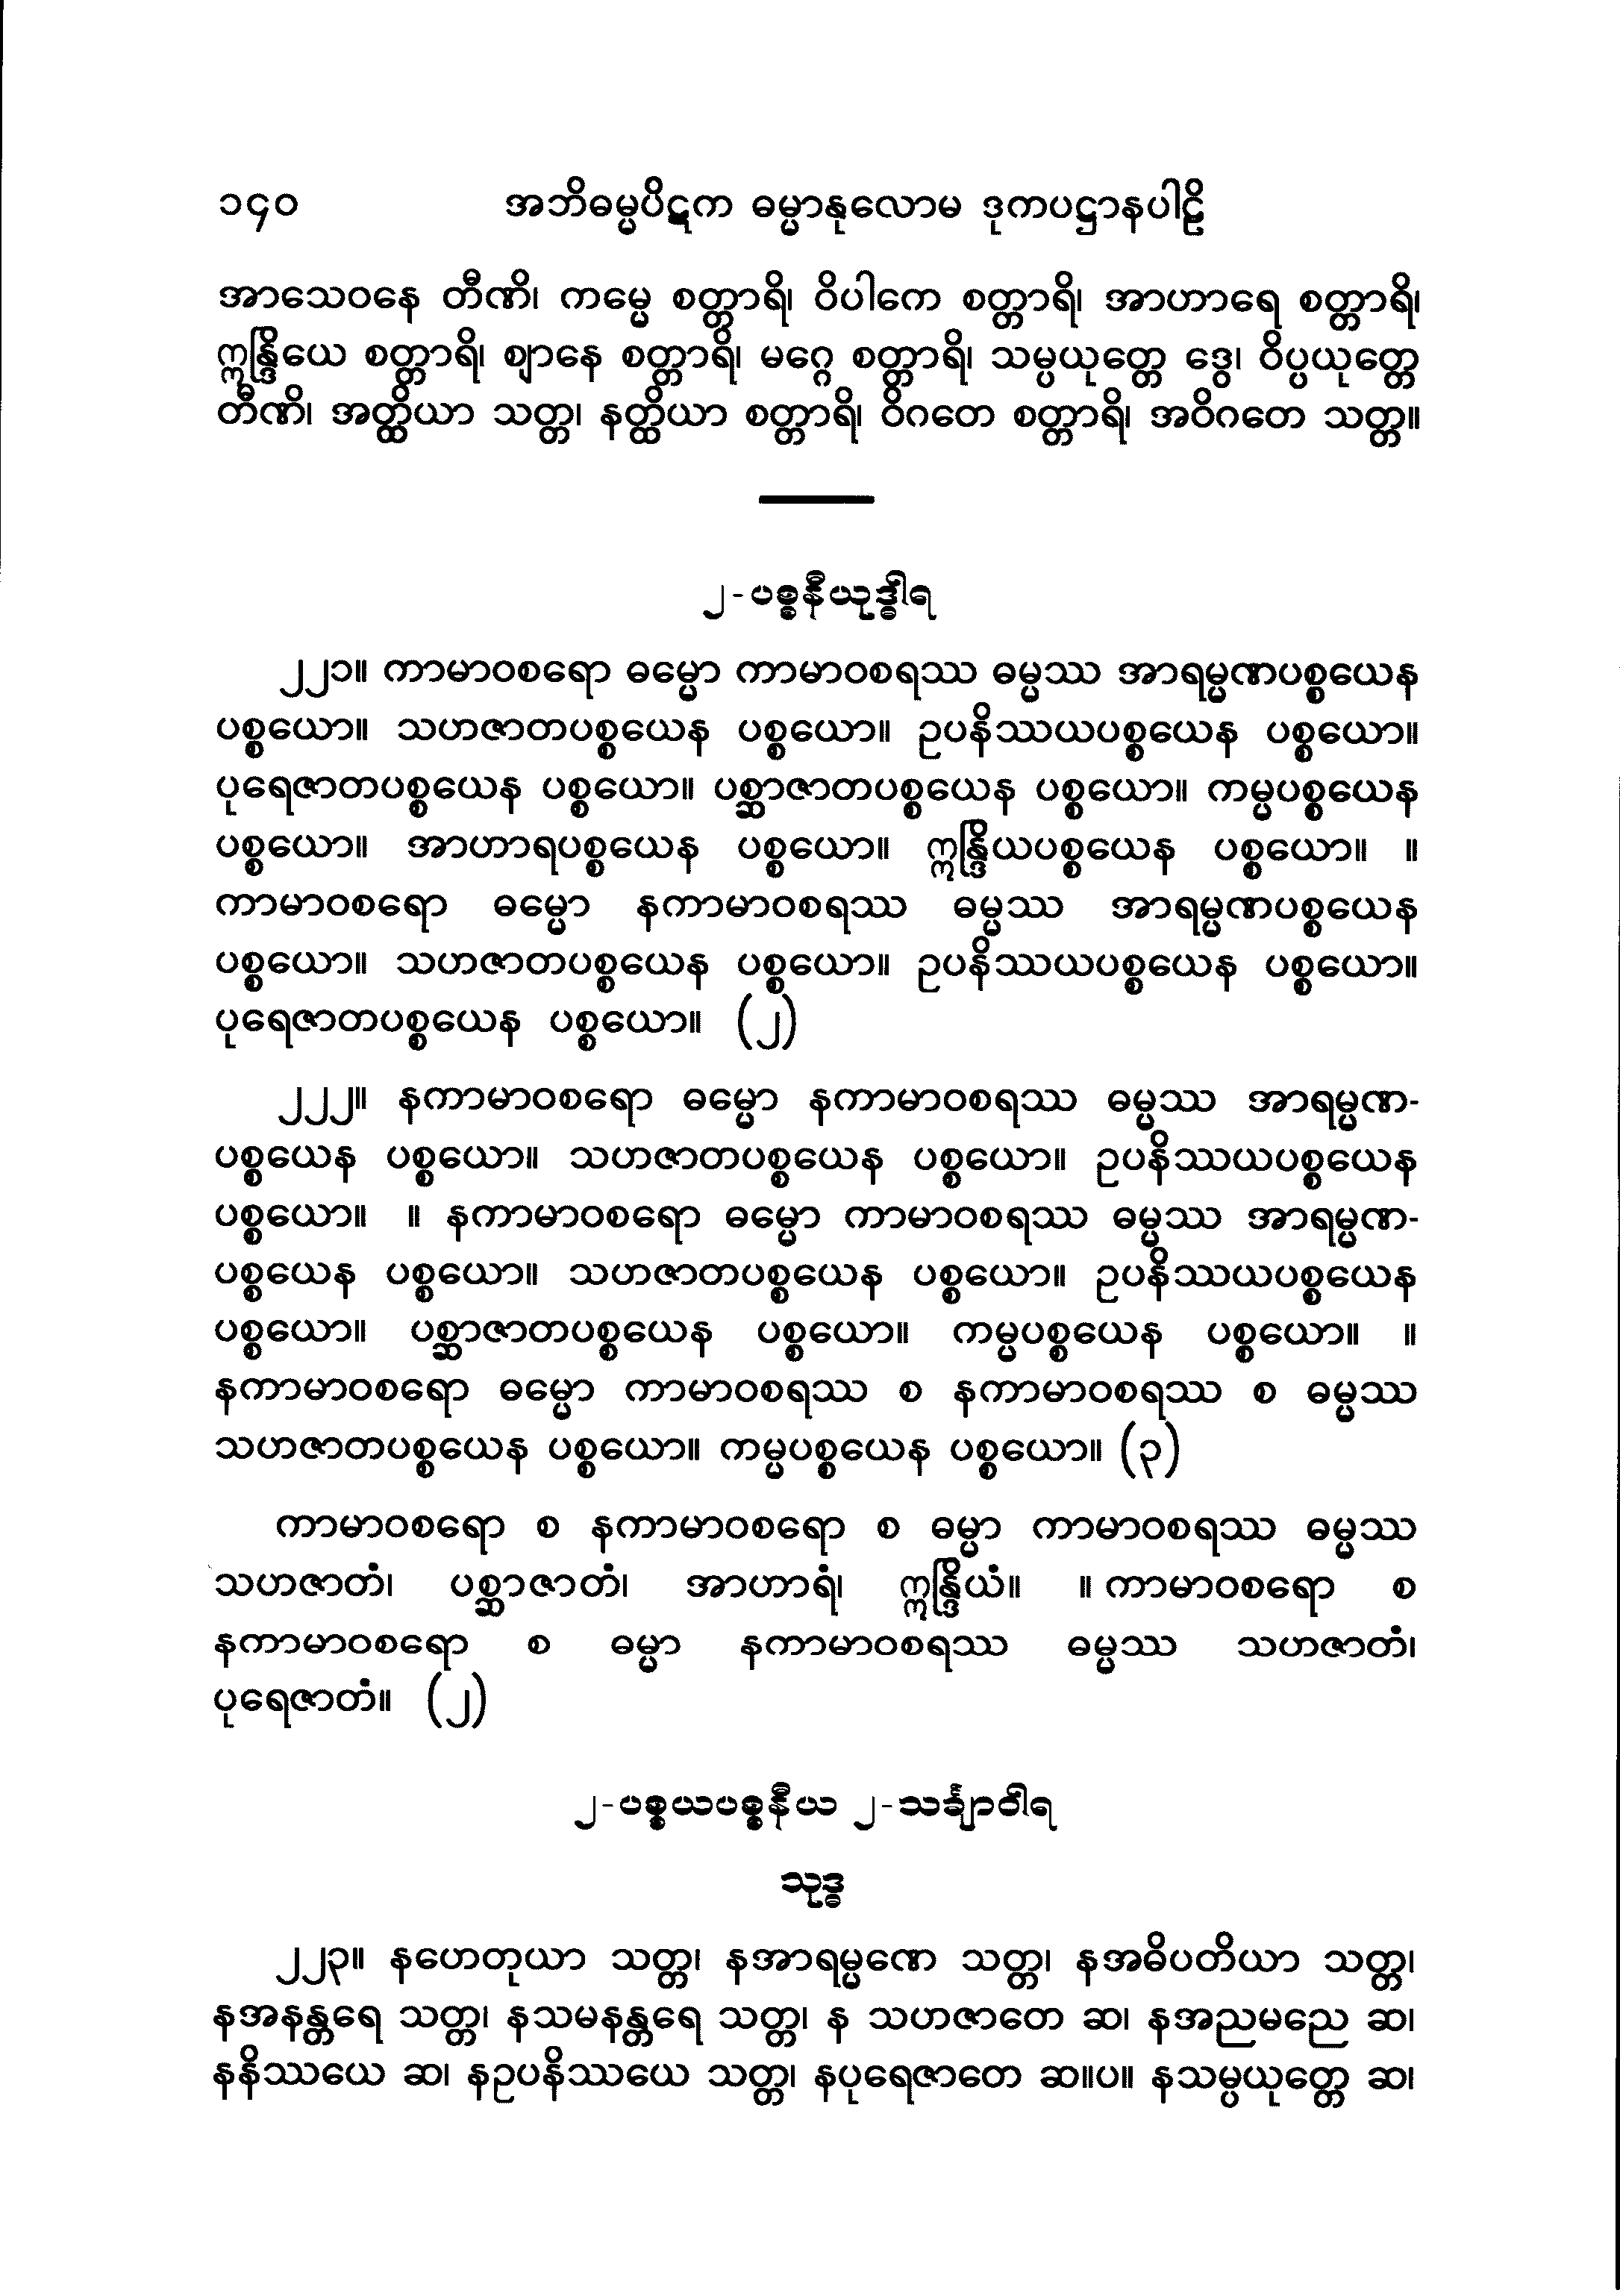 ၁၄၀ အဘိဓမ္မပိဋက ဓမ္မာနုလောမ ဒုကပဋ္ဌာနပါဠိ
အာသေဝနေ တီဏိ၊ ကမ္မေ စတ္တာရိ၊ ဝိပါကေ စတ္တာရိ၊ အာဟာရေ စတ္တာရိ၊
ဣန္ဒြိယေ စတ္တာရိ၊ ဈာနေ စတ္တာရိ၊ မဂ္ဂေ စတ္တာရိ၊ သမ္ပယုတ္တေ ဒွေ၊ ဝိပ္ပယုတ္တေ
တီဏိ၊ အတ္ထိယာ သတ္တ၊ နတ္ထိယာ စတ္တာရိ၊ ဝိဂတေ စတ္တာရိ၊ အဝိဂတေ သတ္တ။
၂-ပစ္စနီယုဒ္ဓါရ
၂၂၁။ ကာမာဝစရော ဓမ္မော ကာမာဝစရဿ ဓမ္မဿ အာရမ္မဏပစ္စယေန
ပစ္စယော။ သဟဇာတပစ္စယေန ပစ္စယော။ ဥပနိဿယပစ္စယေန ပစ္စယော။
ပုရေဇာတပစ္စယေန ပစ္စယော။ ပစ္ဆာဇာတပစ္စယေန ပစ္စယော။ ကမ္မပစ္စယေန
ပစ္စယော။ အာဟာရပစ္စယေန ပစ္စယော။ ဣန္ဒြိယပစ္စယေန ပစ္စယော။ ။
ကာမာဝစရော ဓမ္မော နကာမာဝစရဿ ဓမ္မဿ အာရမ္မဏပစ္စယေန
ပစ္စယော။ သဟဇာတပစ္စယေန ပစ္စယော။ ဥပနိဿယပစ္စယေန ပစ္စယော။
ပုရေဇာတပစ္စယေန ပစ္စယော။ (၂)
၂၂၂။ နကာမာဝစရော ဓမ္မော နကာမာဝစရဿ ဓမ္မဿ အာရမ္မဏ-
ပစ္စယေန ပစ္စယော။ သဟဇာတပစ္စယေန ပစ္စယော။ ဥပနိဿယပစ္စယေန
ပစ္စယော။ ။ နကာမာဝစရော ဓမ္မော ကာမာဝစရဿ ဓမ္မဿ အာရမ္မဏ-
ပစ္စယေန ပစ္စယော။ သဟဇာတပစ္စယေန ပစ္စယော။ ဥပနိဿယပစ္စယေန
ပစ္စယော။ ပစ္ဆာဇာတပစ္စယေန ပစ္စယော။ ကမ္မပစ္စယေန ပစ္စယော။ ။
နကာမာဝစရော ဓမ္မော ကာမာဝစရဿ စ နကာမာဝစရဿ စ ဓမ္မဿ
သဟဇာတပစ္စယေန ပစ္စယော။ ကမ္မပစ္စယေန ပစ္စယော။ (၃)
ကာမာဝစရော စ နကာမာဝစရော စ ဓမ္မာ ကာမာဝစရဿ ဓမ္မဿ
သဟဇာတံ၊ ပစ္ဆာဇာတံ၊ အာဟာရံ၊ ဣန္ဒြိယံ။ ။ ကာမာဝစရော စ
နကာမာဝစရော စ ဓမ္မာ နကာမာဝစရဿ ဓမ္မဿ သဟဇာတံ၊
ပုရေဇာတံ။ (၂)
၂-ပစ္စယပစ္စနီယ ၂-သင်္ချာဝါရ
သုဒ္ဓ
၂၂၃။ နဟေတုယာ သတ္တ၊ နအာရမ္မဏေ သတ္တ၊ နအဓိပတိယာ သတ္တ၊
နအနန္တရေ သတ္တ၊ နသမနန္တရေ သတ္တ၊ န သဟဇာတေ ဆ၊ နအညမညေ ဆ၊
နနိဿယေ ဆ၊ နဥပနိဿယေ သတ္တ၊ နပုရေဇာတေ ဆ။ပ။ နသမ္ပယုတ္တေ ဆ၊